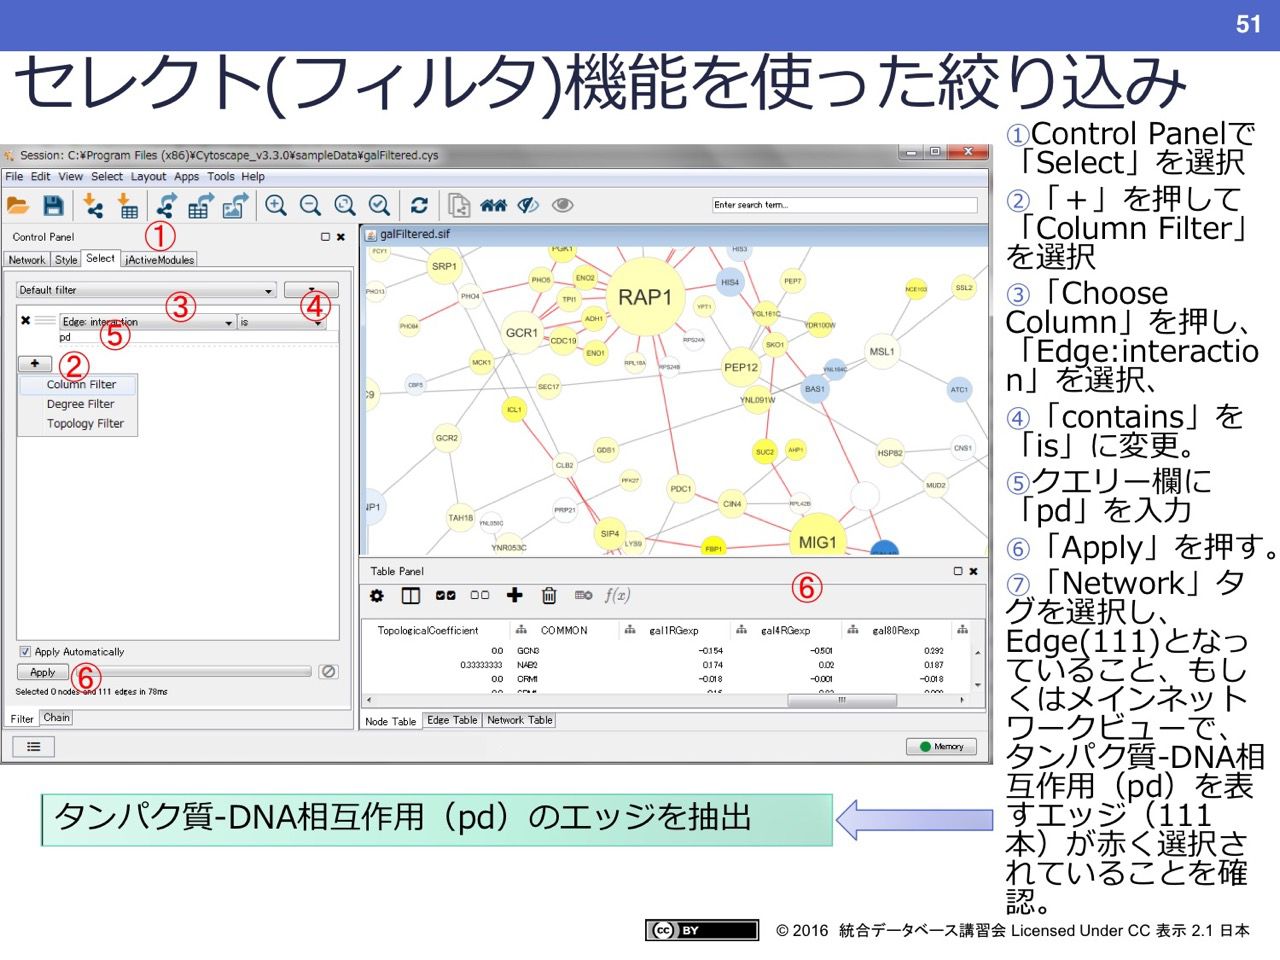 51
セレクト(フィルタ)機能を使った絞り込み
Session: C:¥Program Files (x86)¥Cytoscape_v3.3.0¥sampleData¥galFiltered.cys
File Edit View Select Layout Apps Tools Help
Enter search term...
Control Panel
①
Network Style Select jActiveModules
Default filter
③
④
Edge: interaction
is
⑤
pd
+
②
Column Filter
Degree Filter
Topology Filter
Apply Automatically
Apply
⑥
Selected 0 nodes and 111 edges in 78ms
Filter Chain
galFiltered.sif
FCY1
SRP1
PGK1
HIS3
PHO5
ENO2
HIS4
PEP7
NCE103
SSL2
PHO13
PHO4
TPI1
RAP1
YPT1
YGL161C
YDR100W
PHO84
GCR1
ADH1
CDC19
ENO1
RPS24A
SKO1
MSL1
MCK1
RPL18A
RPS24B
PEP12
CBF5
SEC17
BAS1
ATC1
C9
ICL1
YNL091W
GCR2
GDS1
SUC2
AHP1
HSP82
CNS1
CLB2
PFK27
PDC1
MUD2
NP1
CIN4
RPL42B
TAH18
PRP21
YNR053C
SIP4
LYS9
FBP1
MIG1
Table Panel
⑥
f(x)
TopologicalCoefficient COMMON gal1RGexp gal4RGexp gal80Rexp
0.0 GCN3 -0.154 -0.501 0.292
0.33333333 NAB2 0.174 0.02 0.187
0.0 CRM1 -0.018 -0.001 -0.018
Node Table Edge Table Network Table
Memory
①Control Panelで
「Select」を選択
②「＋」を押して
「Column Filter」
を選択
③「Choose
Column」を押し、
「Edge:interactio
n」を選択、
④「contains」を
「is」に変更。
⑤クエリー欄に
「pd」を入力
⑥「Apply」を押す。
⑦「Network」タ
グを選択し、
Edge(111)となっ
ていること、もし
くはメインネット
ワークビューで、
タンパク質-DNA相
互作用（pd）を表
すエッジ（111
本）が赤く選択さ
れていることを確
認。
タンパク質-DNA相互作用（pd）のエッジを抽出
cc BY
© 2016 統合データベース講習会 Licensed Under CC 表示 2.1 日本